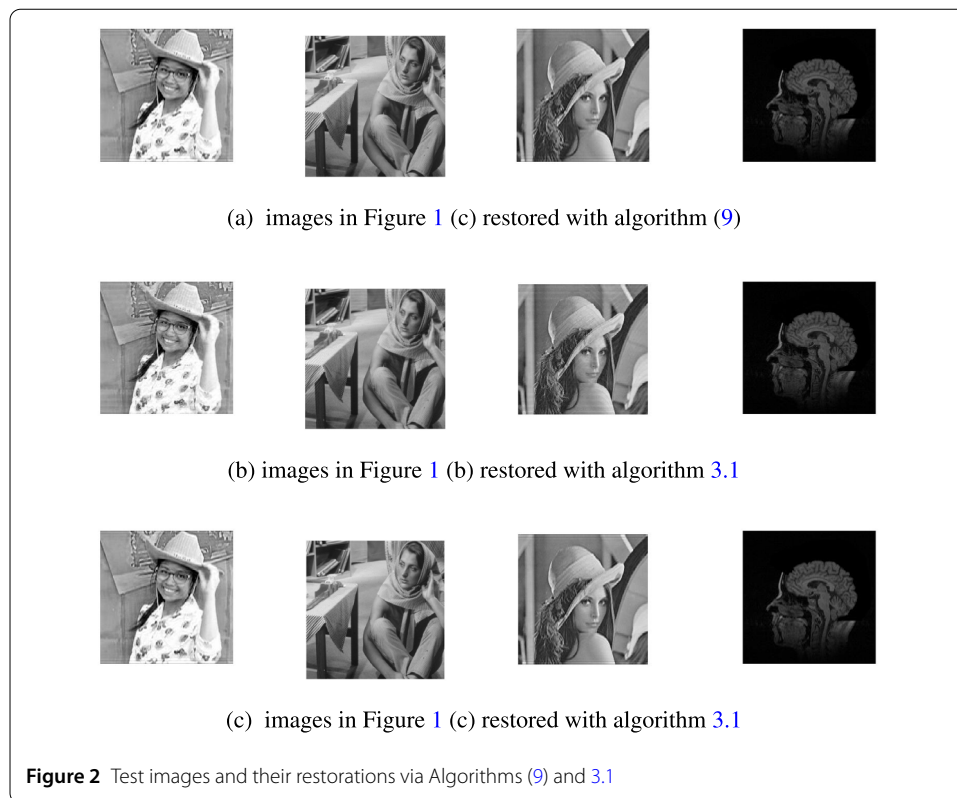 (a) images in Figure 1 (c) restored with algorithm (9)
(b) images in Figure 1 (b) restored with algorithm 3.1
(c) images in Figure 1 (c) restored with algorithm 3.1
Figure 2 Test images and their restorations via Algorithms (9) and 3.1